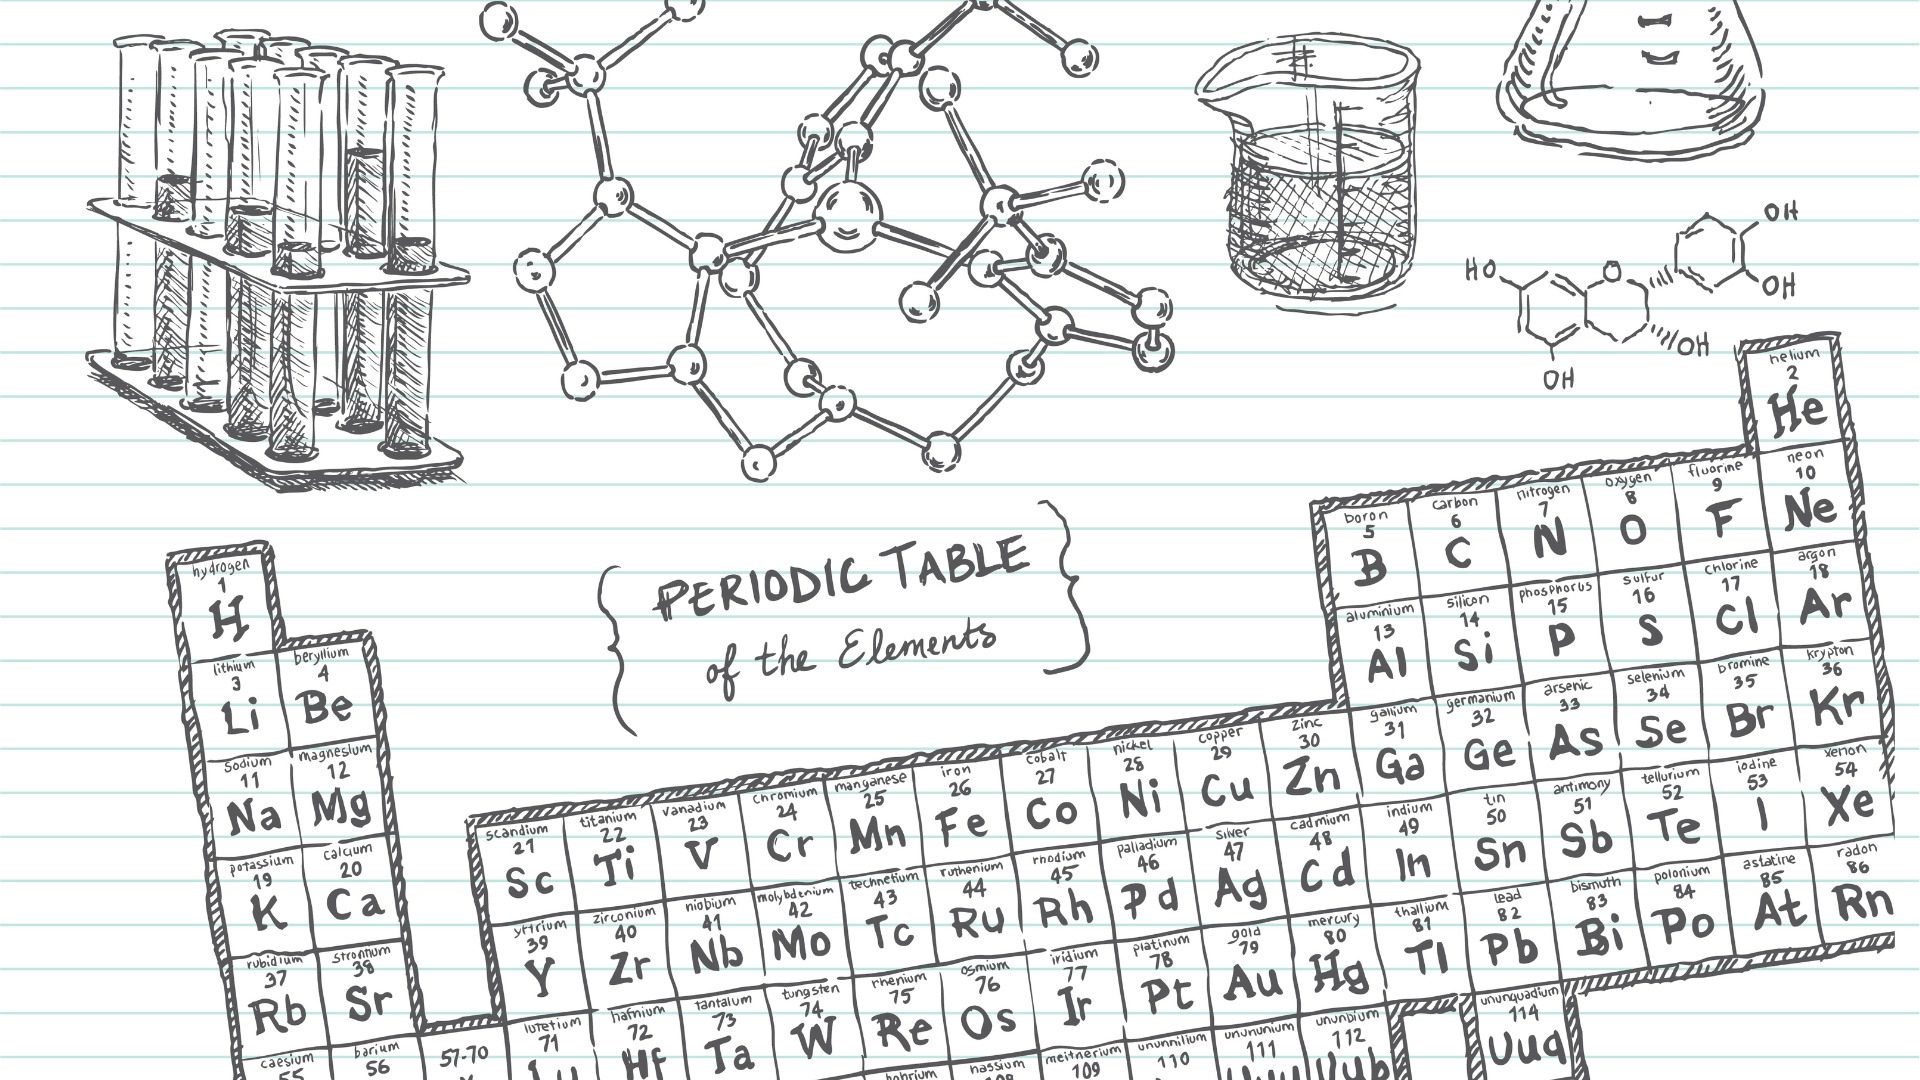 OH
HO
O
OH
OH
OH
helium
2
He
PERIODIC TABLE
of the Elements
hydrogen
1
H
boron carbon nitrogen oxygen fluorine neon
5 6 7 8 9 10
B C N O F Ne
lithium beryllium
3 4
Li Be
aluminium silicon phosphorus sulfur chlorine argon
13 14 15 16 17 18
Al Si P S Cl Ar
sodium magnesium
11 12
Na Mg
potassium calcium scandium titanium vanadium chromium manganese iron cobalt nickel copper zinc gallium germanium arsenic selenium bromine krypton
19 20 21 22 23 24 25 26 27 28 29 30 31 32 33 34 35 36
K Ca Sc Ti V Cr Mn Fe Co Ni Cu Zn Ga Ge As Se Br Kr
rubidium strontium yttrium zirconium niobium molybdenium technetium ruthenium rhodium palladium silver cadmium indium tin antimony tellurium iodine xenon
37 38 39 40 41 42 43 44 45 46 47 48 49 50 51 52 53 54
Rb Sr Y Zr Nb Mo Tc Ru Rh Pd Ag Cd In Sn Sb Te I Xe
caesium barium 57-70 lutetium hafnium tantalum tungsten rhenium osmium iridium platinum gold mercury thallium lead bismuth polonium astatine radon
55 56 71 72 73 74 75 76 77 78 79 80 81 82 83 84 85 86
Lu Hf Ta W Re Os Ir Pt Au Hg Tl Pb Bi Po At Rn
bohrium hassium meitnerium ununnilium unununium ununbium ununquadium
109 110 111 112 114
Uub Uuq